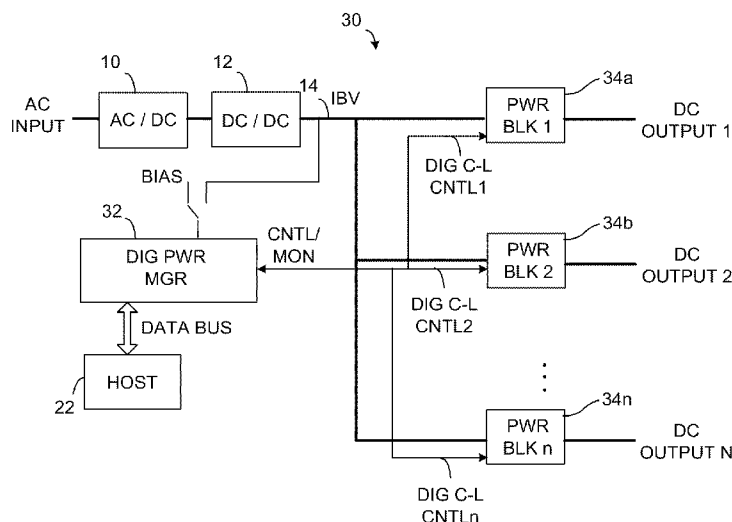 30
10
12
14
IBV
34a
AC
INPUT
AC / DC
DC / DC
PWR
BLK 1
DC
OUTPUT 1
DIG C-L
CNTL1
BIAS
32
DIG PWR
MGR
CNTL/
MON
34b
PWR
BLK 2
DC
OUTPUT 2
DIG C-L
CNTL2
DATA BUS
HOST
22
34n
PWR
BLK n
DC
OUTPUT N
DIG C-L
CNTLn